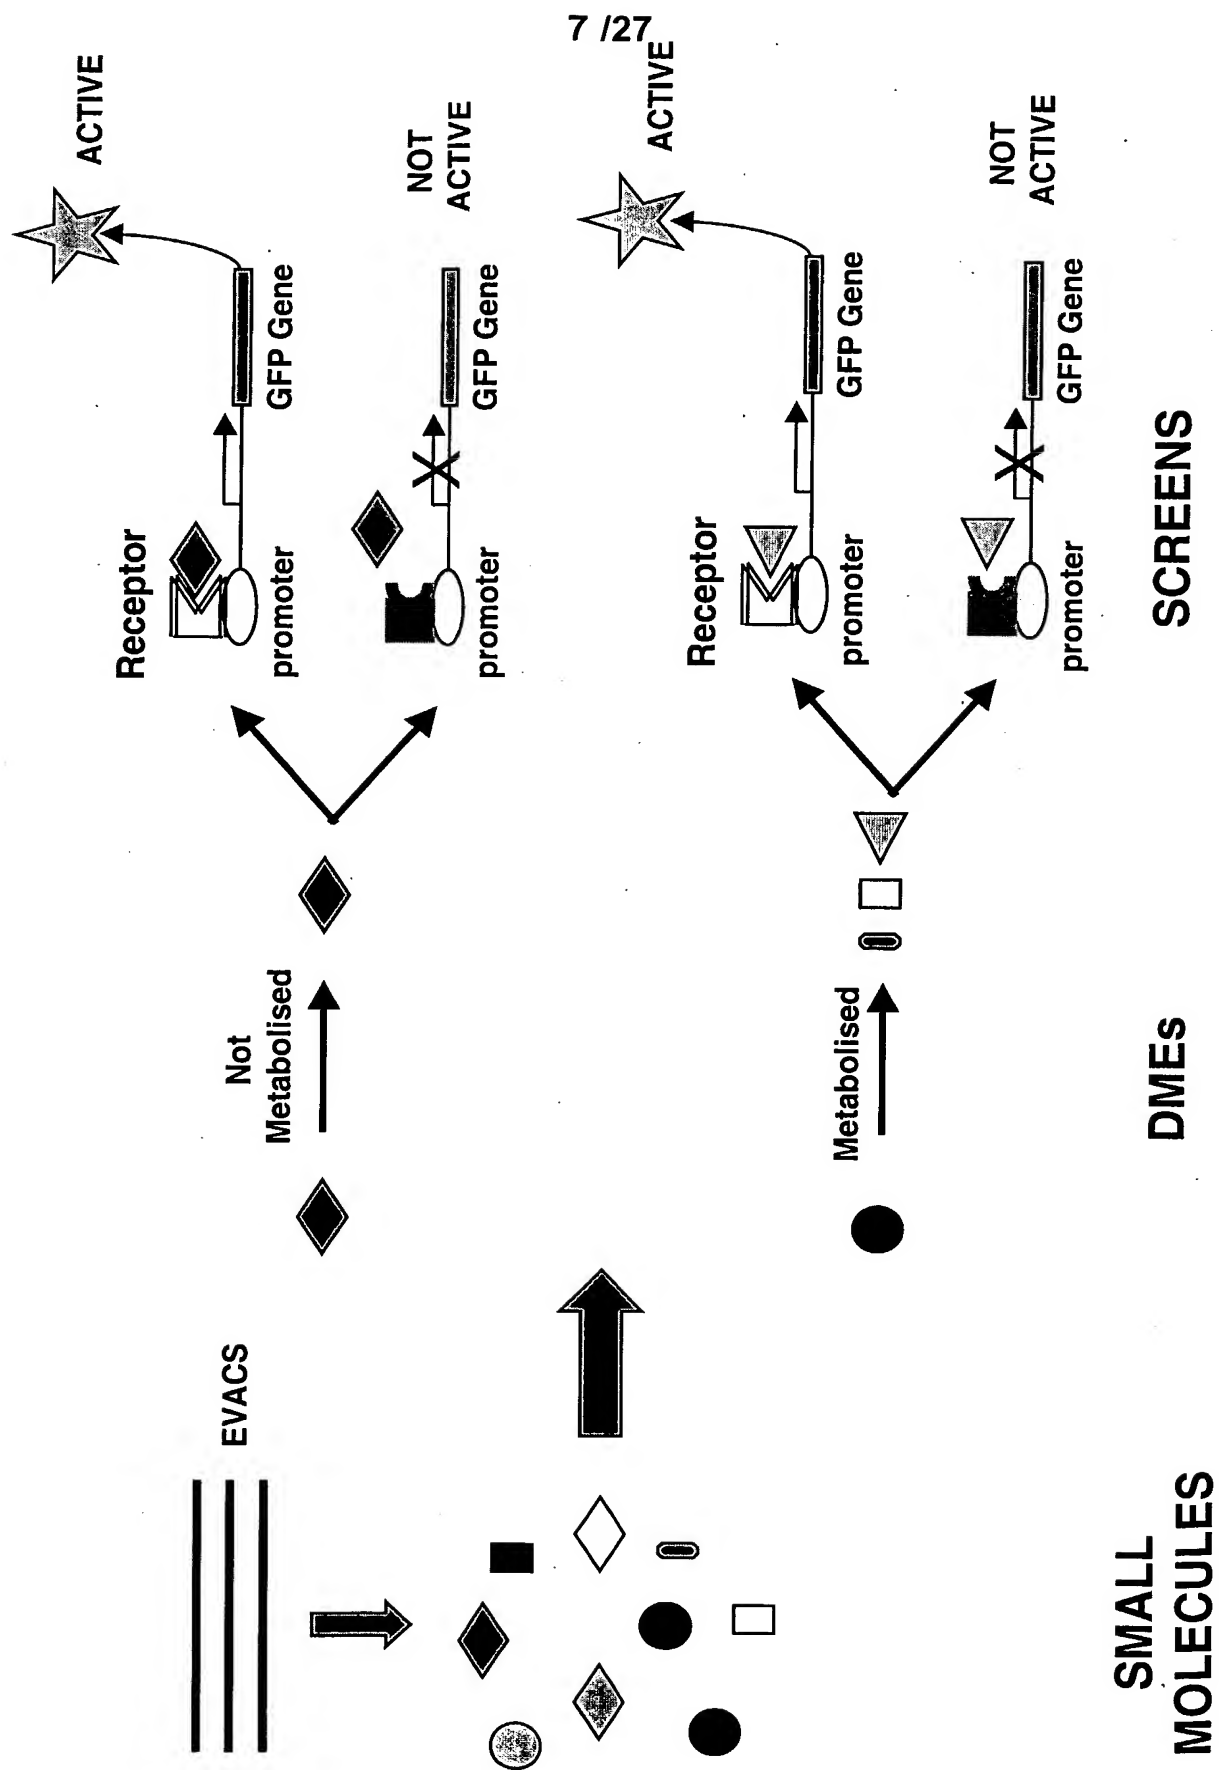 7 /27
EVACS
SMALL
MOLECULES
Not
Metabolised
Metabolised
DMEs
Receptor
promoter
GFP Gene
ACTIVE
promoter
GFP Gene
NOT
ACTIVE
Receptor
promoter
GFP Gene
ACTIVE
promoter
GFP Gene
NOT
ACTIVE
SCREENS